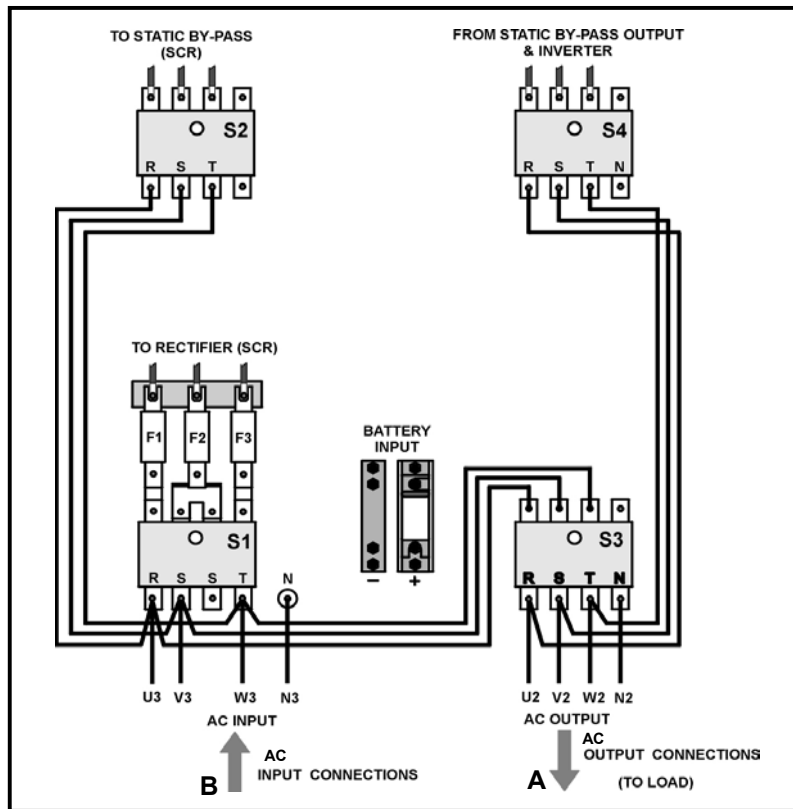 TO STATIC BY-PASS
(SCR)
FROM STATIC BY-PASS OUTPUT
& INVERTER
S2
R S T
S4
R S T N
TO RECTIFIER (SCR)
F1 F2 F3
BATTERY
INPUT
S1
R S S T
N
- +
S3
R S T N
U3 V3 W3 N3
U2 V2 W2 N2
AC INPUT
AC
B INPUT CONNECTIONS
AC OUTPUT
AC
A OUTPUT CONNECTIONS
(TO LOAD)